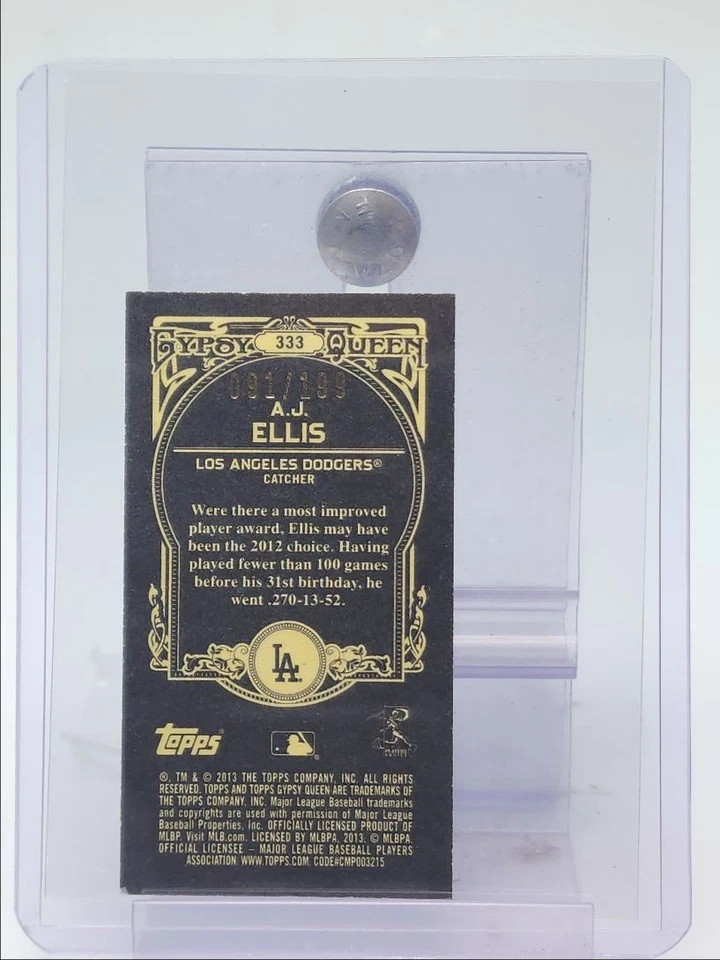 GYPSY 333 QUEEN
091/199
A.J.
ELLIS
LOS ANGELES DODGERS®
CATCHER
Were there a most improved
player award, Ellis may have
been the 2012 choice. Having
played fewer than 100 games
before his 31st birthday, he
went .270-13-52.
LA
topps®
®, TM & © 2013 THE TOPPS COMPANY, INC. ALL RIGHTS
RESERVED. TOPPS AND TOPPS GYPSY QUEEN ARE TRADEMARKS OF
THE TOPPS COMPANY, INC. Major League Baseball trademarks
and copyrights are used with permission of Major League
Baseball Properties, Inc. OFFICIALLY LICENSED PRODUCT OF
MLBP. Visit MLB.com. LICENSED BY MLBPA, 2013. © MLBPA.
OFFICIAL LICENSEE – MAJOR LEAGUE BASEBALL PLAYERS
ASSOCIATION. WWW.TOPPS.COM. CODE#CMP003215